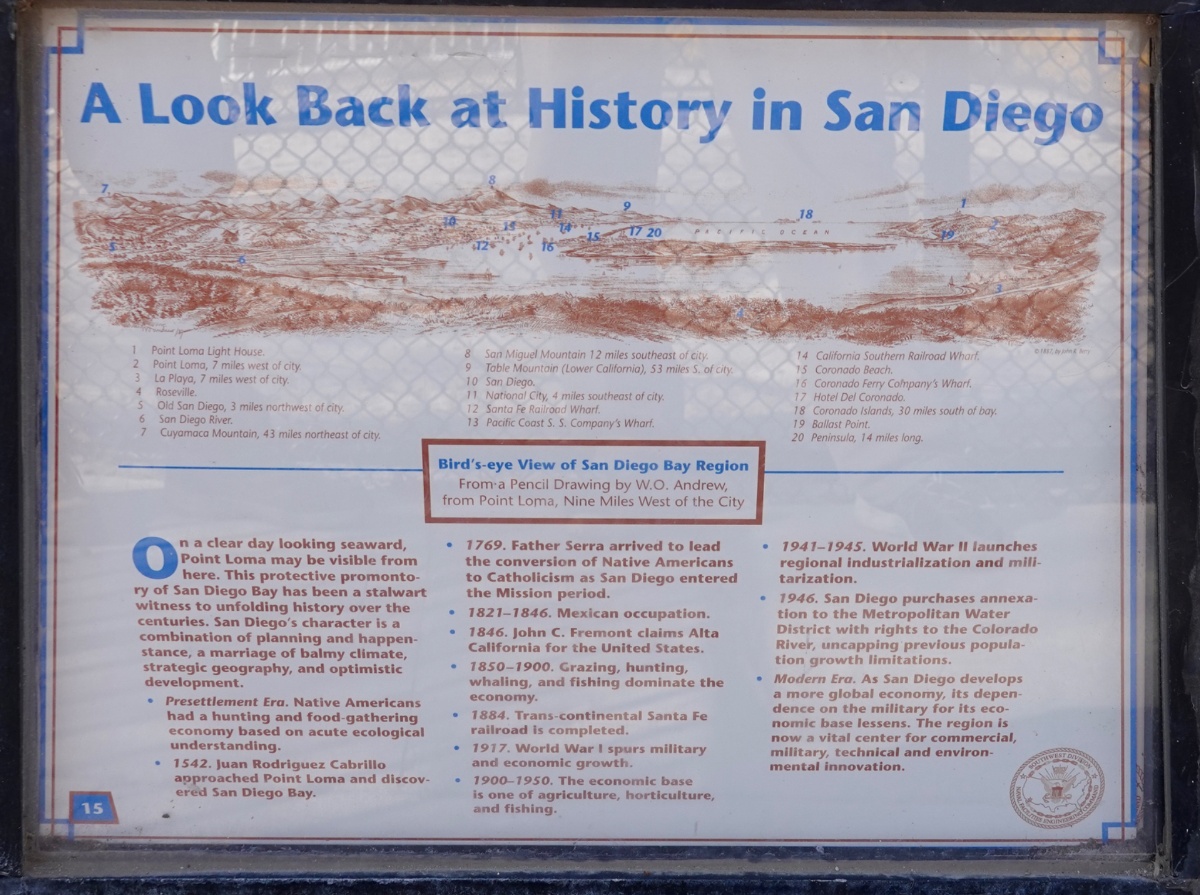 A Look Back at History in San Diego
7
8
9
18
1
2
10
11
13
14
15
17 20
19
PACIFIC OCEAN
5
12
16
6
3
4
1 Point Loma Light House.
2 Point Loma, 7 miles west of city.
3 La Playa, 7 miles west of city.
4 Roseville.
5 Old San Diego, 3 miles northwest of city.
6 San Diego River.
7 Cuyamaca Mountain, 43 miles northeast of city.
8 San Miguel Mountain 12 miles southeast of city.
9 Table Mountain (Lower California), 53 miles S. of city.
10 San Diego.
11 National City, 4 miles southeast of city.
12 Santa Fe Railroad Wharf.
13 Pacific Coast S. S. Company's Wharf.
14 California Southern Railroad Wharf.
15 Coronado Beach.
16 Coronado Ferry Company's Wharf.
17 Hotel Del Coronado.
18 Coronado Islands, 30 miles south of bay.
19 Ballast Point.
20 Peninsula, 14 miles long.
Bird's-eye View of San Diego Bay Region
From a Pencil Drawing by W.O. Andrew,
from Point Loma, Nine Miles West of the City
On a clear day looking seaward,
Point Loma may be visible from
here. This protective promonto-
ry of San Diego Bay has been a stalwart
witness to unfolding history over the
centuries. San Diego's character is a
combination of planning and happen-
stance, a marriage of balmy climate,
strategic geography, and optimistic
development.
• Presettlement Era. Native Americans
had a hunting and food-gathering
economy based on acute ecological
understanding.
• 1542. Juan Rodriguez Cabrillo
approached Point Loma and discov-
ered San Diego Bay.
• 1769. Father Serra arrived to lead
the conversion of Native Americans
to Catholicism as San Diego entered
the Mission period.
• 1821–1846. Mexican occupation.
• 1846. John C. Fremont claims Alta
California for the United States.
• 1850–1900. Grazing, hunting,
whaling, and fishing dominate the
economy.
• 1884. Trans-continental Santa Fe
railroad is completed.
• 1917. World War I spurs military
and economic growth.
• 1900–1950. The economic base
is one of agriculture, horticulture,
and fishing.
• 1941–1945. World War II launches
regional industrialization and mili-
tarization.
• 1946. San Diego purchases annexa-
tion to the Metropolitan Water
District with rights to the Colorado
River, uncapping previous popula-
tion growth limitations.
• Modern Era. As San Diego develops
a more global economy, its depen-
dence on the military for its eco-
nomic base lessens. The region is
now a vital center for commercial,
military, technical and environ-
mental innovation.
15
SOUTHWEST DIVISION
NAVAL FACILITIES ENGINEERING COMMAND